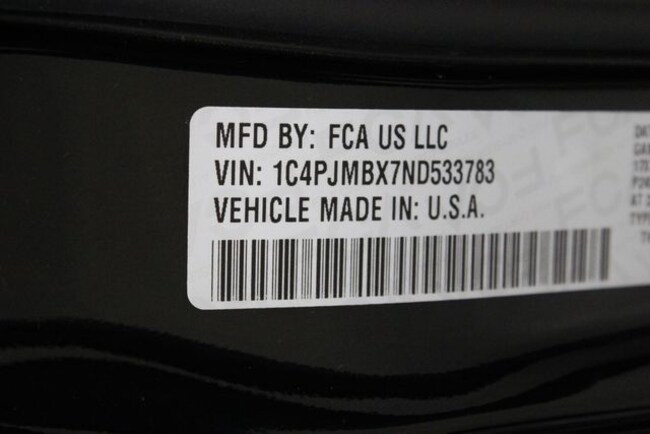 MFD BY: FCA US LLC
VIN: 1C4PJMBX7ND533783
VEHICLE MADE IN: U.S.A.